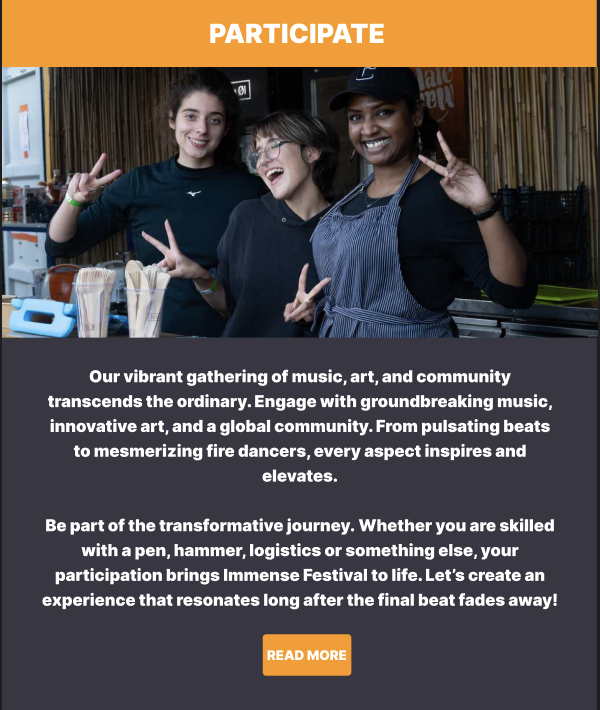 PARTICIPATE
Our vibrant gathering of music, art, and community
transcends the ordinary. Engage with groundbreaking music,
innovative art, and a global community. From pulsating beats
to mesmerizing fire dancers, every aspect inspires and
elevates.
Be part of the transformative journey. Whether you are skilled
with a pen, hammer, logistics or something else, your
participation brings Immense Festival to life. Let’s create an
experience that resonates long after the final beat fades away!
READ MORE